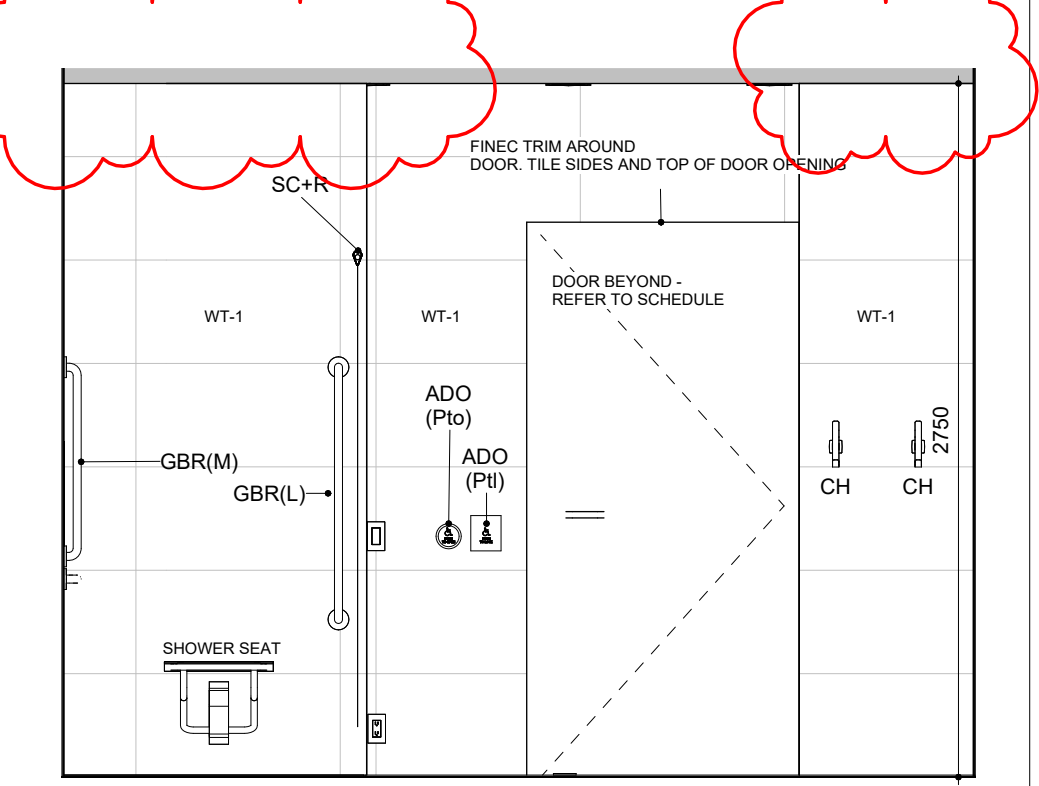 FINEC TRIM AROUND
DOOR. TILE SIDES AND TOP OF DOOR OPENING
SC+R
DOOR BEYOND -
REFER TO SCHEDULE
WT-1
WT-1
WT-1
ADO
(Pto)
ADO
(Ptl)
GBR(M)
GBR(L)
2750
CH
CH
SHOWER SEAT